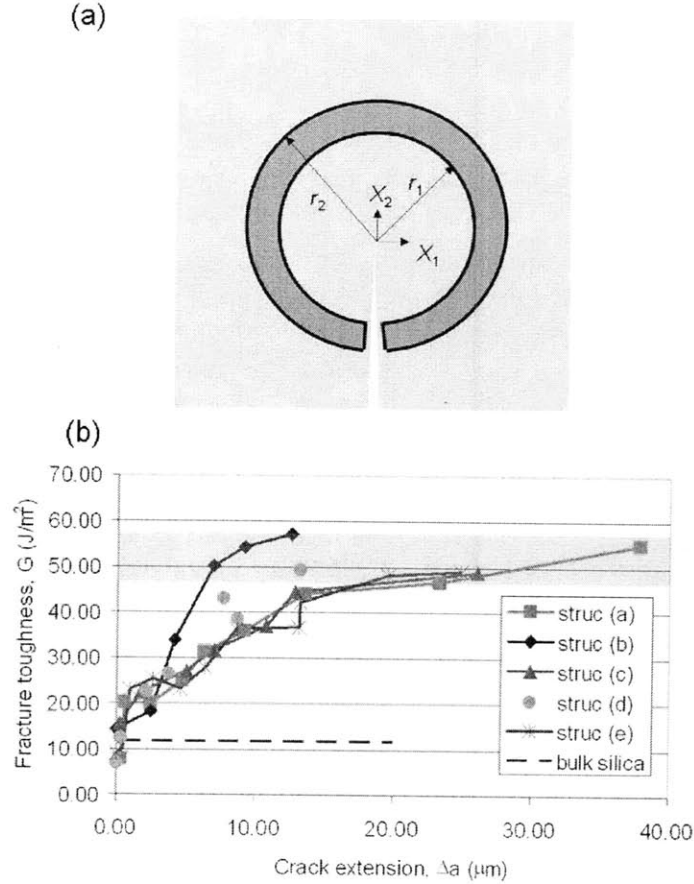 (a)
r2
r1
X2
X1
(b)
70.00
60.00
50.00
40.00
30.00
20.00
10.00
0.00
Fracture toughness, G (J/m²)
0.00 10.00 20.00 30.00 40.00
Crack extension, Δa (μm)
struc (a)
struc (b)
struc (c)
struc (d)
struc (e)
bulk silica